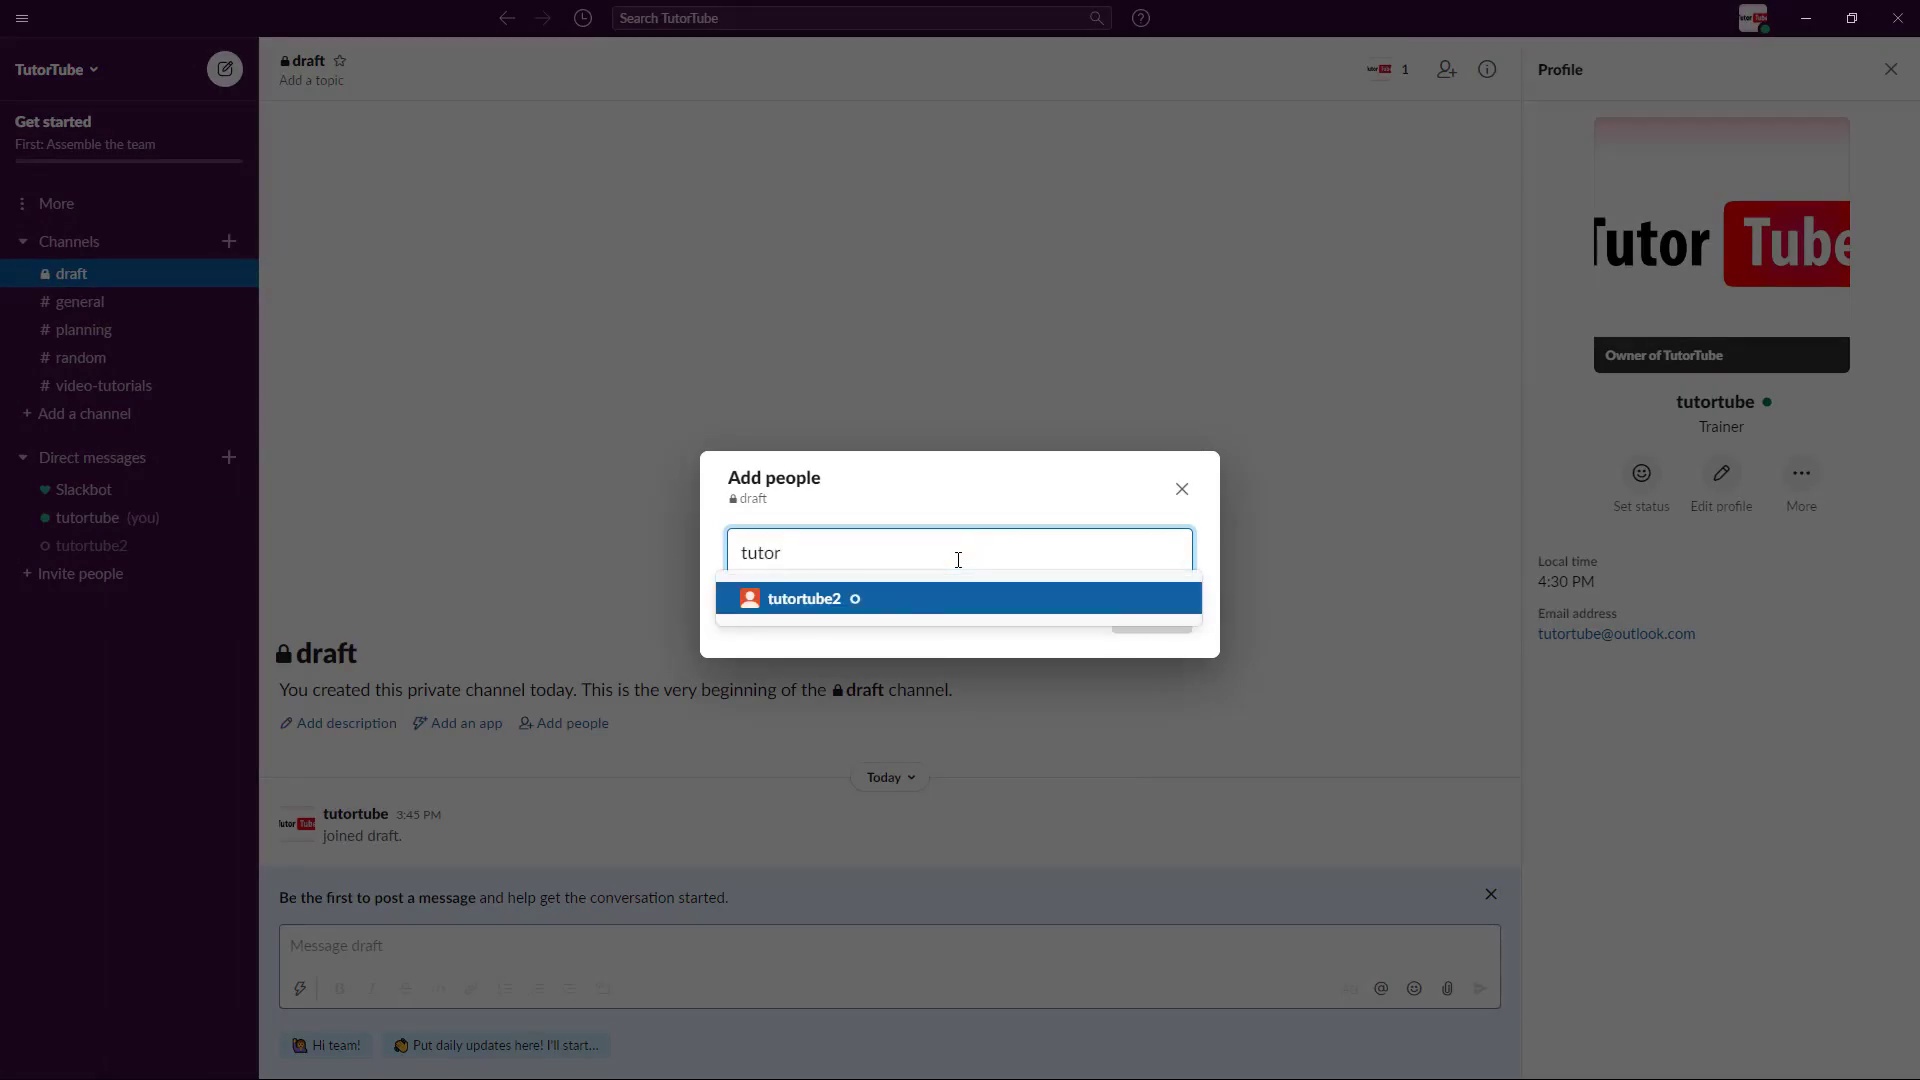 Search TutorTube
TutorTube
Get started
First: Assemble the team
More
Channels
draft
# general
# planning
# random
# video-tutorials
+ Add a channel
Direct messages
Slackbot
tutortube (you)
tutortube2
+ Invite people
draft
Add a topic
1
Add people
draft
tutor
tutortube2
draft
You created this private channel today. This is the very beginning of the draft channel.
Add description Add an app Add people
Today
tutortube 3:45 PM
joined draft.
Be the first to post a message and help get the conversation started.
Message draft
Hi team! Put daily updates here! I'll start...
Profile
Tutor Tube
Owner of TutorTube
tutortube
Trainer
Set status Edit profile More
Local time
4:30 PM
Email address
tutortube@outlook.com